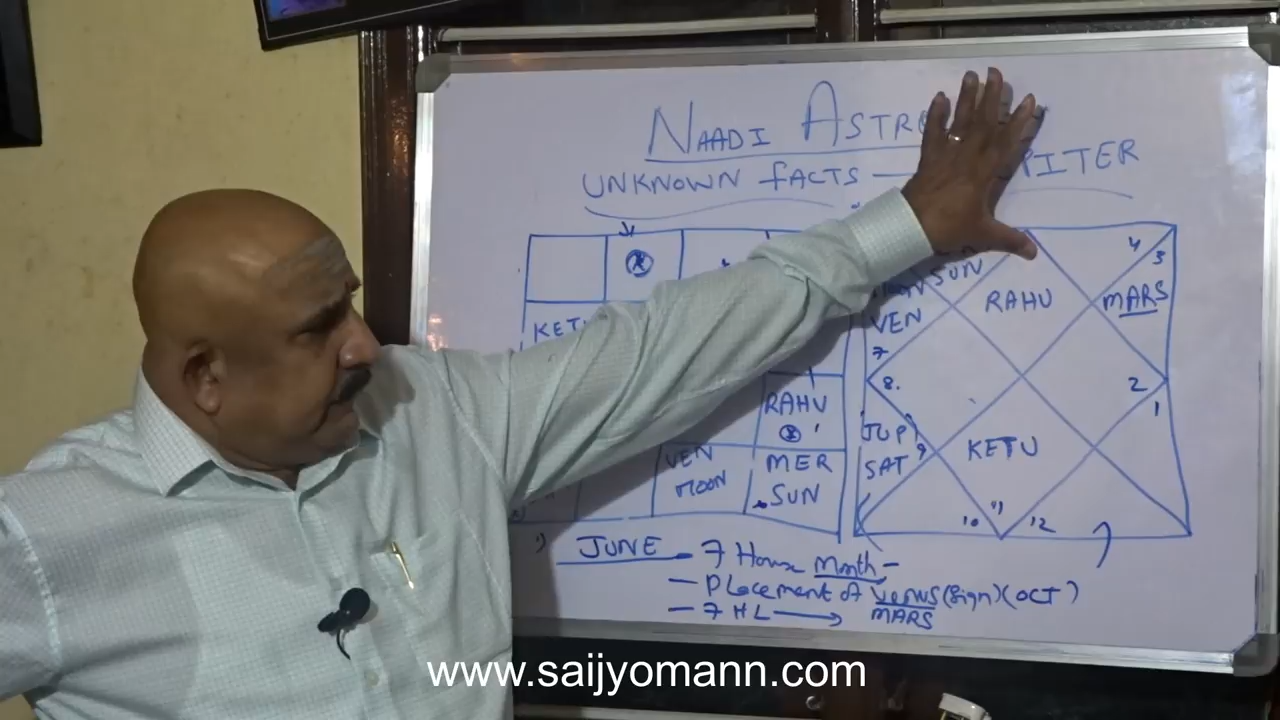 NAADI ASTRO
UNKNOWN FACTS — PITER
KETU
RAHU
VEN
MOON
MER
SUN
SUN
VEN
7
RAHU
4
3
MARS
8.
2
1
JUP
SAT
9
KETU
10
11
12
JUNE — 7 House Month –
— Placement of VENUS (Sign) (OCT)
— 7 HL → MARS
www.saijyomann.com